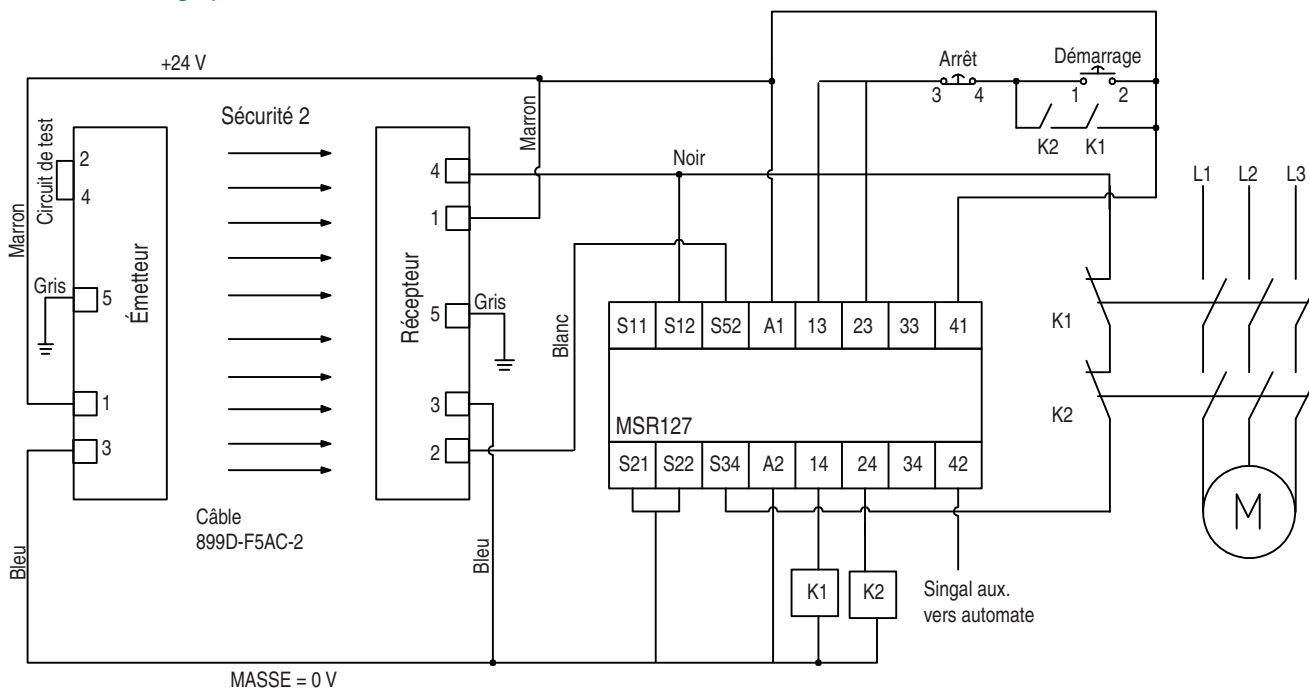 +24 V
Sécurité 2
Arrêt
Démarrage
3 4
1 2
K2 K1
Circuit de test
2
4
Marron
Marron
4
Noir
1
L1 L2 L3
Gris
5
Émetteur
Récepteur
5
Gris
Blanc
S11 S12 S52 A1 13 23 33 41
K1
1
3
3
2
MSR127
K2
S21 S22 S34 A2 14 24 34 42
M
Câble
899D-F5AC-2
Bleu
Bleu
K1
K2
Singal aux.
vers automate
MASSE = 0 V